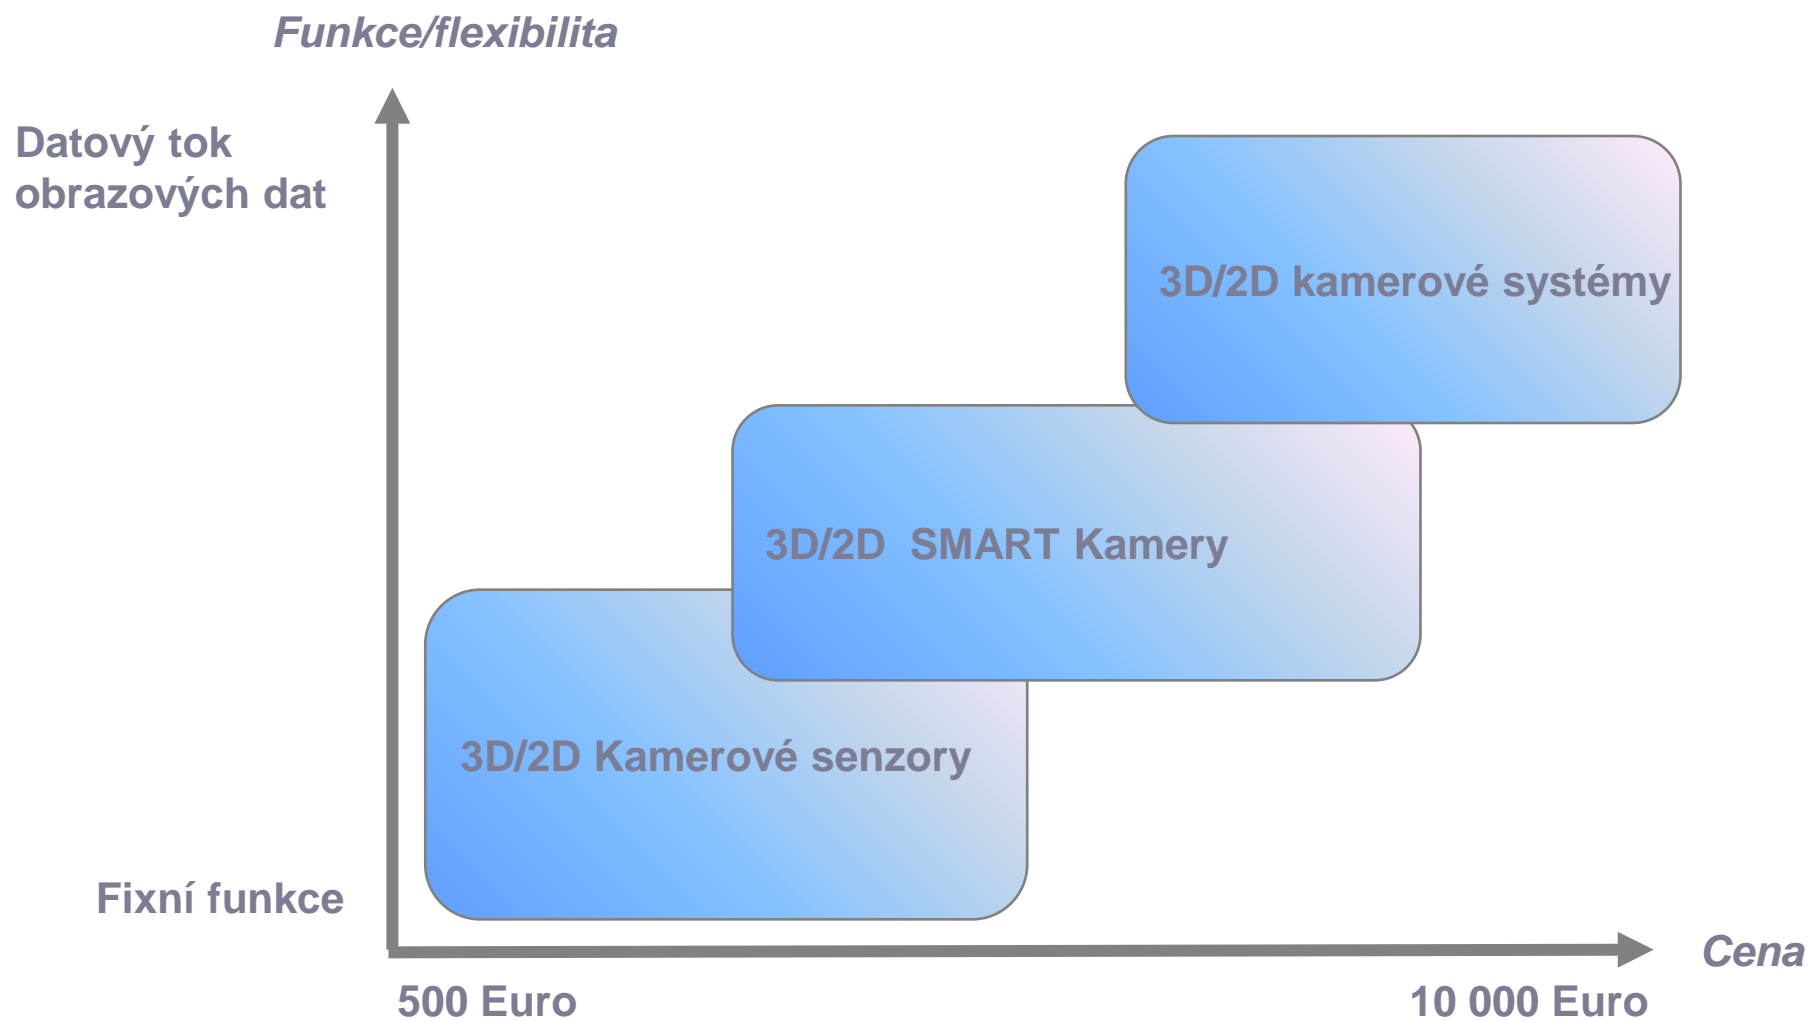 Funkce/flexibilita
Datový tok
obrazových dat
3D/2D kamerové systémy
3D/2D  SMART Kamery
3D/2D Kamerové senzory
Fixní funkce
Cena
500 Euro
10 000 Euro